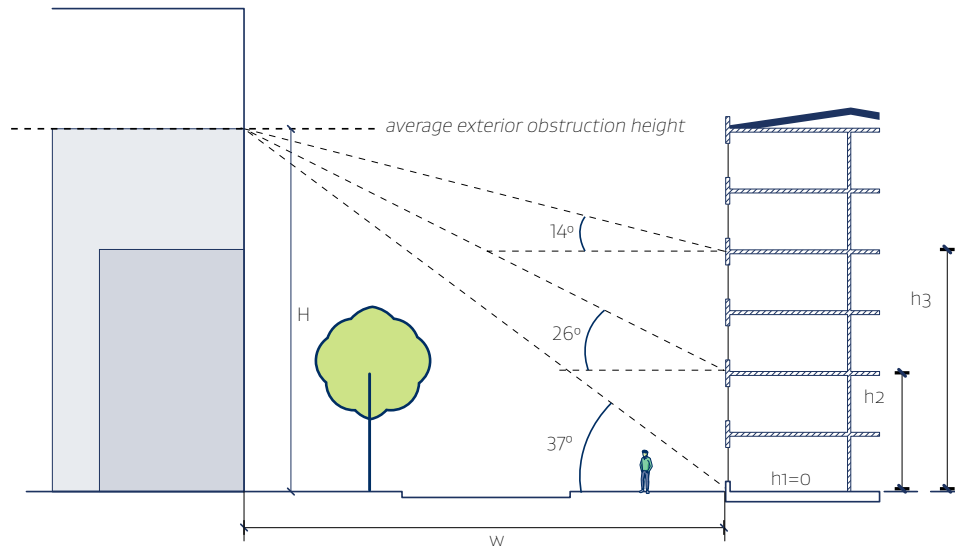 average exterior obstruction height
14º
h3
H
26º
h2
37º
h1=0
W